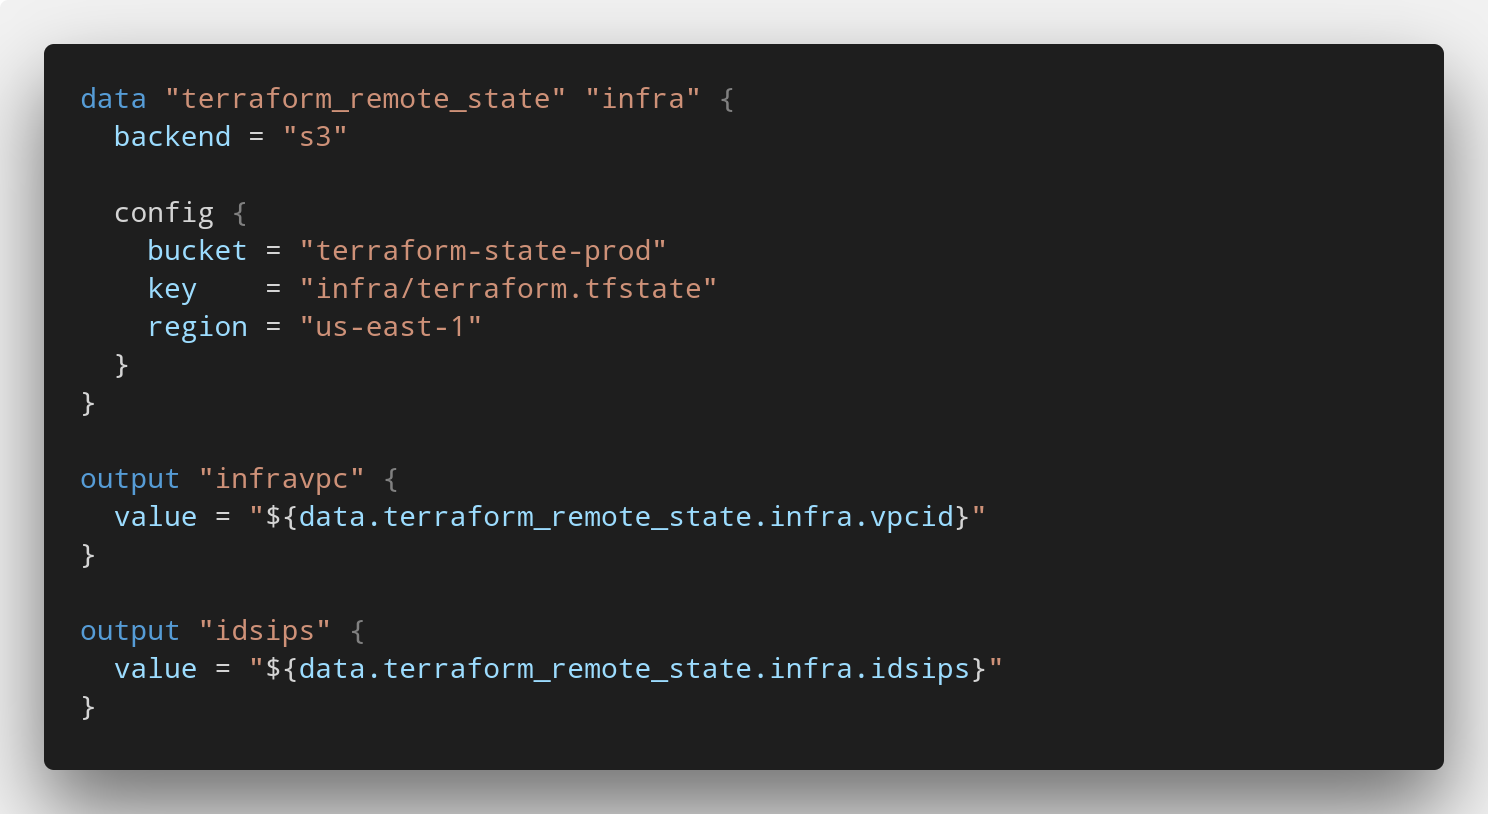 data "terraform_remote_state" "infra" {
  backend = "s3"

  config {
    bucket = "terraform-state-prod"
    key    = "infra/terraform.tfstate"
    region = "us-east-1"
  }
}

output "infravpc" {
  value = "${data.terraform_remote_state.infra.vpcid}"
}

output "idsips" {
  value = "${data.terraform_remote_state.infra.idsips}"
}